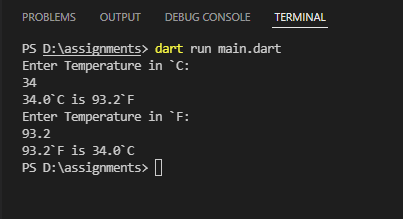 PROBLEMS OUTPUT DEBUG CONSOLE TERMINAL
PS D:\assignments> dart run main.dart
Enter Temperature in `C:
34
34.0`C is 93.2`F
Enter Temperature in `F:
93.2
93.2`F is 34.0`C
PS D:\assignments>